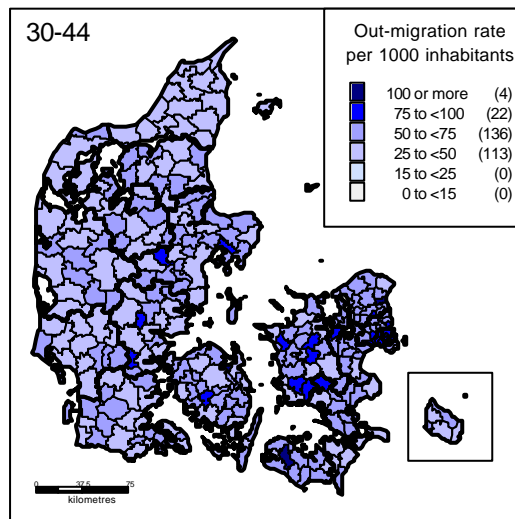 30-44
Out-migration rate
per 1000 inhabitants
100 or more (4)
75 to <100 (22)
50 to <75 (136)
25 to <50 (113)
15 to <25 (0)
0 to <15 (0)
0 37.5 75
kilometres